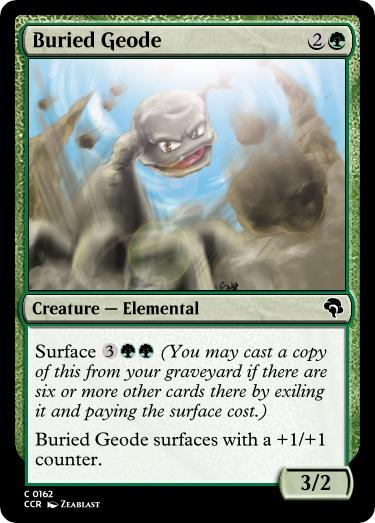 Buried Geode 2
Creature — Elemental
Surface 3 (You may cast a copy
of this from your graveyard if there are
six or more other cards there by exiling
it and paying the surface cost.)
Buried Geode surfaces with a +1/+1
counter.
3/2
C 0162
CCR Zeablast